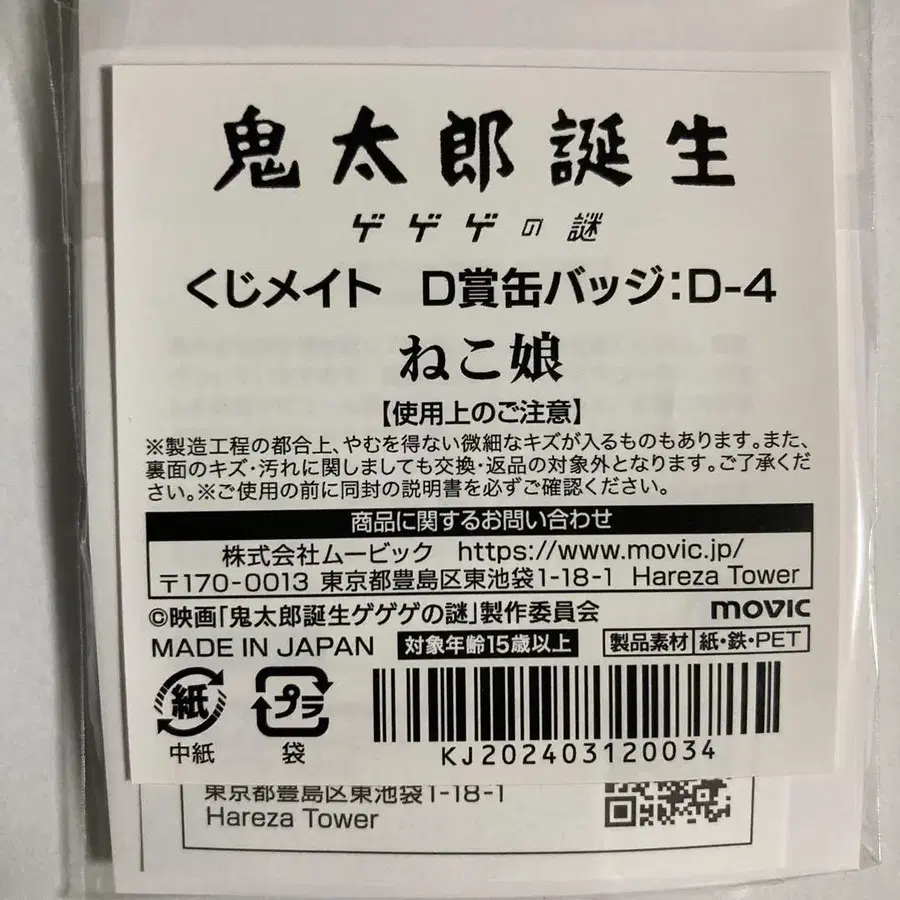 鬼太郎誕生
ゲゲゲの謎
くじメイト D賞缶バッジ:D-4
ねこ娘
【使用上のご注意】
※製造工程の都合上、やむを得ない微細なキズが入るものもあります。また、
裏面のキズ・汚れに関しましても交換・返品の対象外となります。ご了承くだ
さい。※ご使用の前に同封の説明書を必ずご確認ください。
商品に関するお問い合わせ
株式会社ムービック https://www.movic.jp/
〒170-0013 東京都豊島区東池袋1-18-1 Hareza Tower
©映画「鬼太郎誕生ゲゲゲの謎」製作委員会 movic
MADE IN JAPAN 対象年齢15歳以上 製品素材 紙・鉄・PET
紙 プラ
中紙 袋 KJ202403120034
東京都豊島区東池袋1-18-1
Hareza Tower